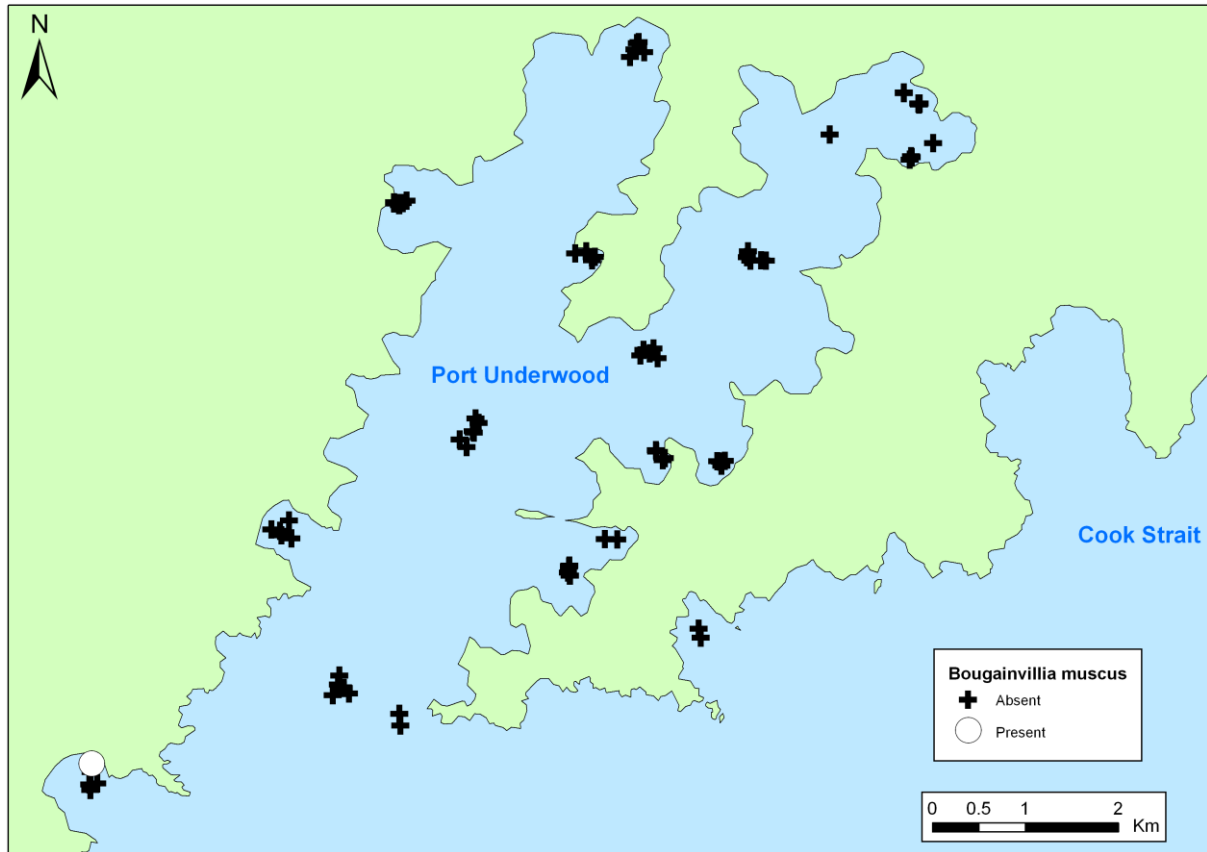 N
Port Underwood
Cook Strait
Bougainvillia muscus
Absent
Present
0 0.5 1 2
Km